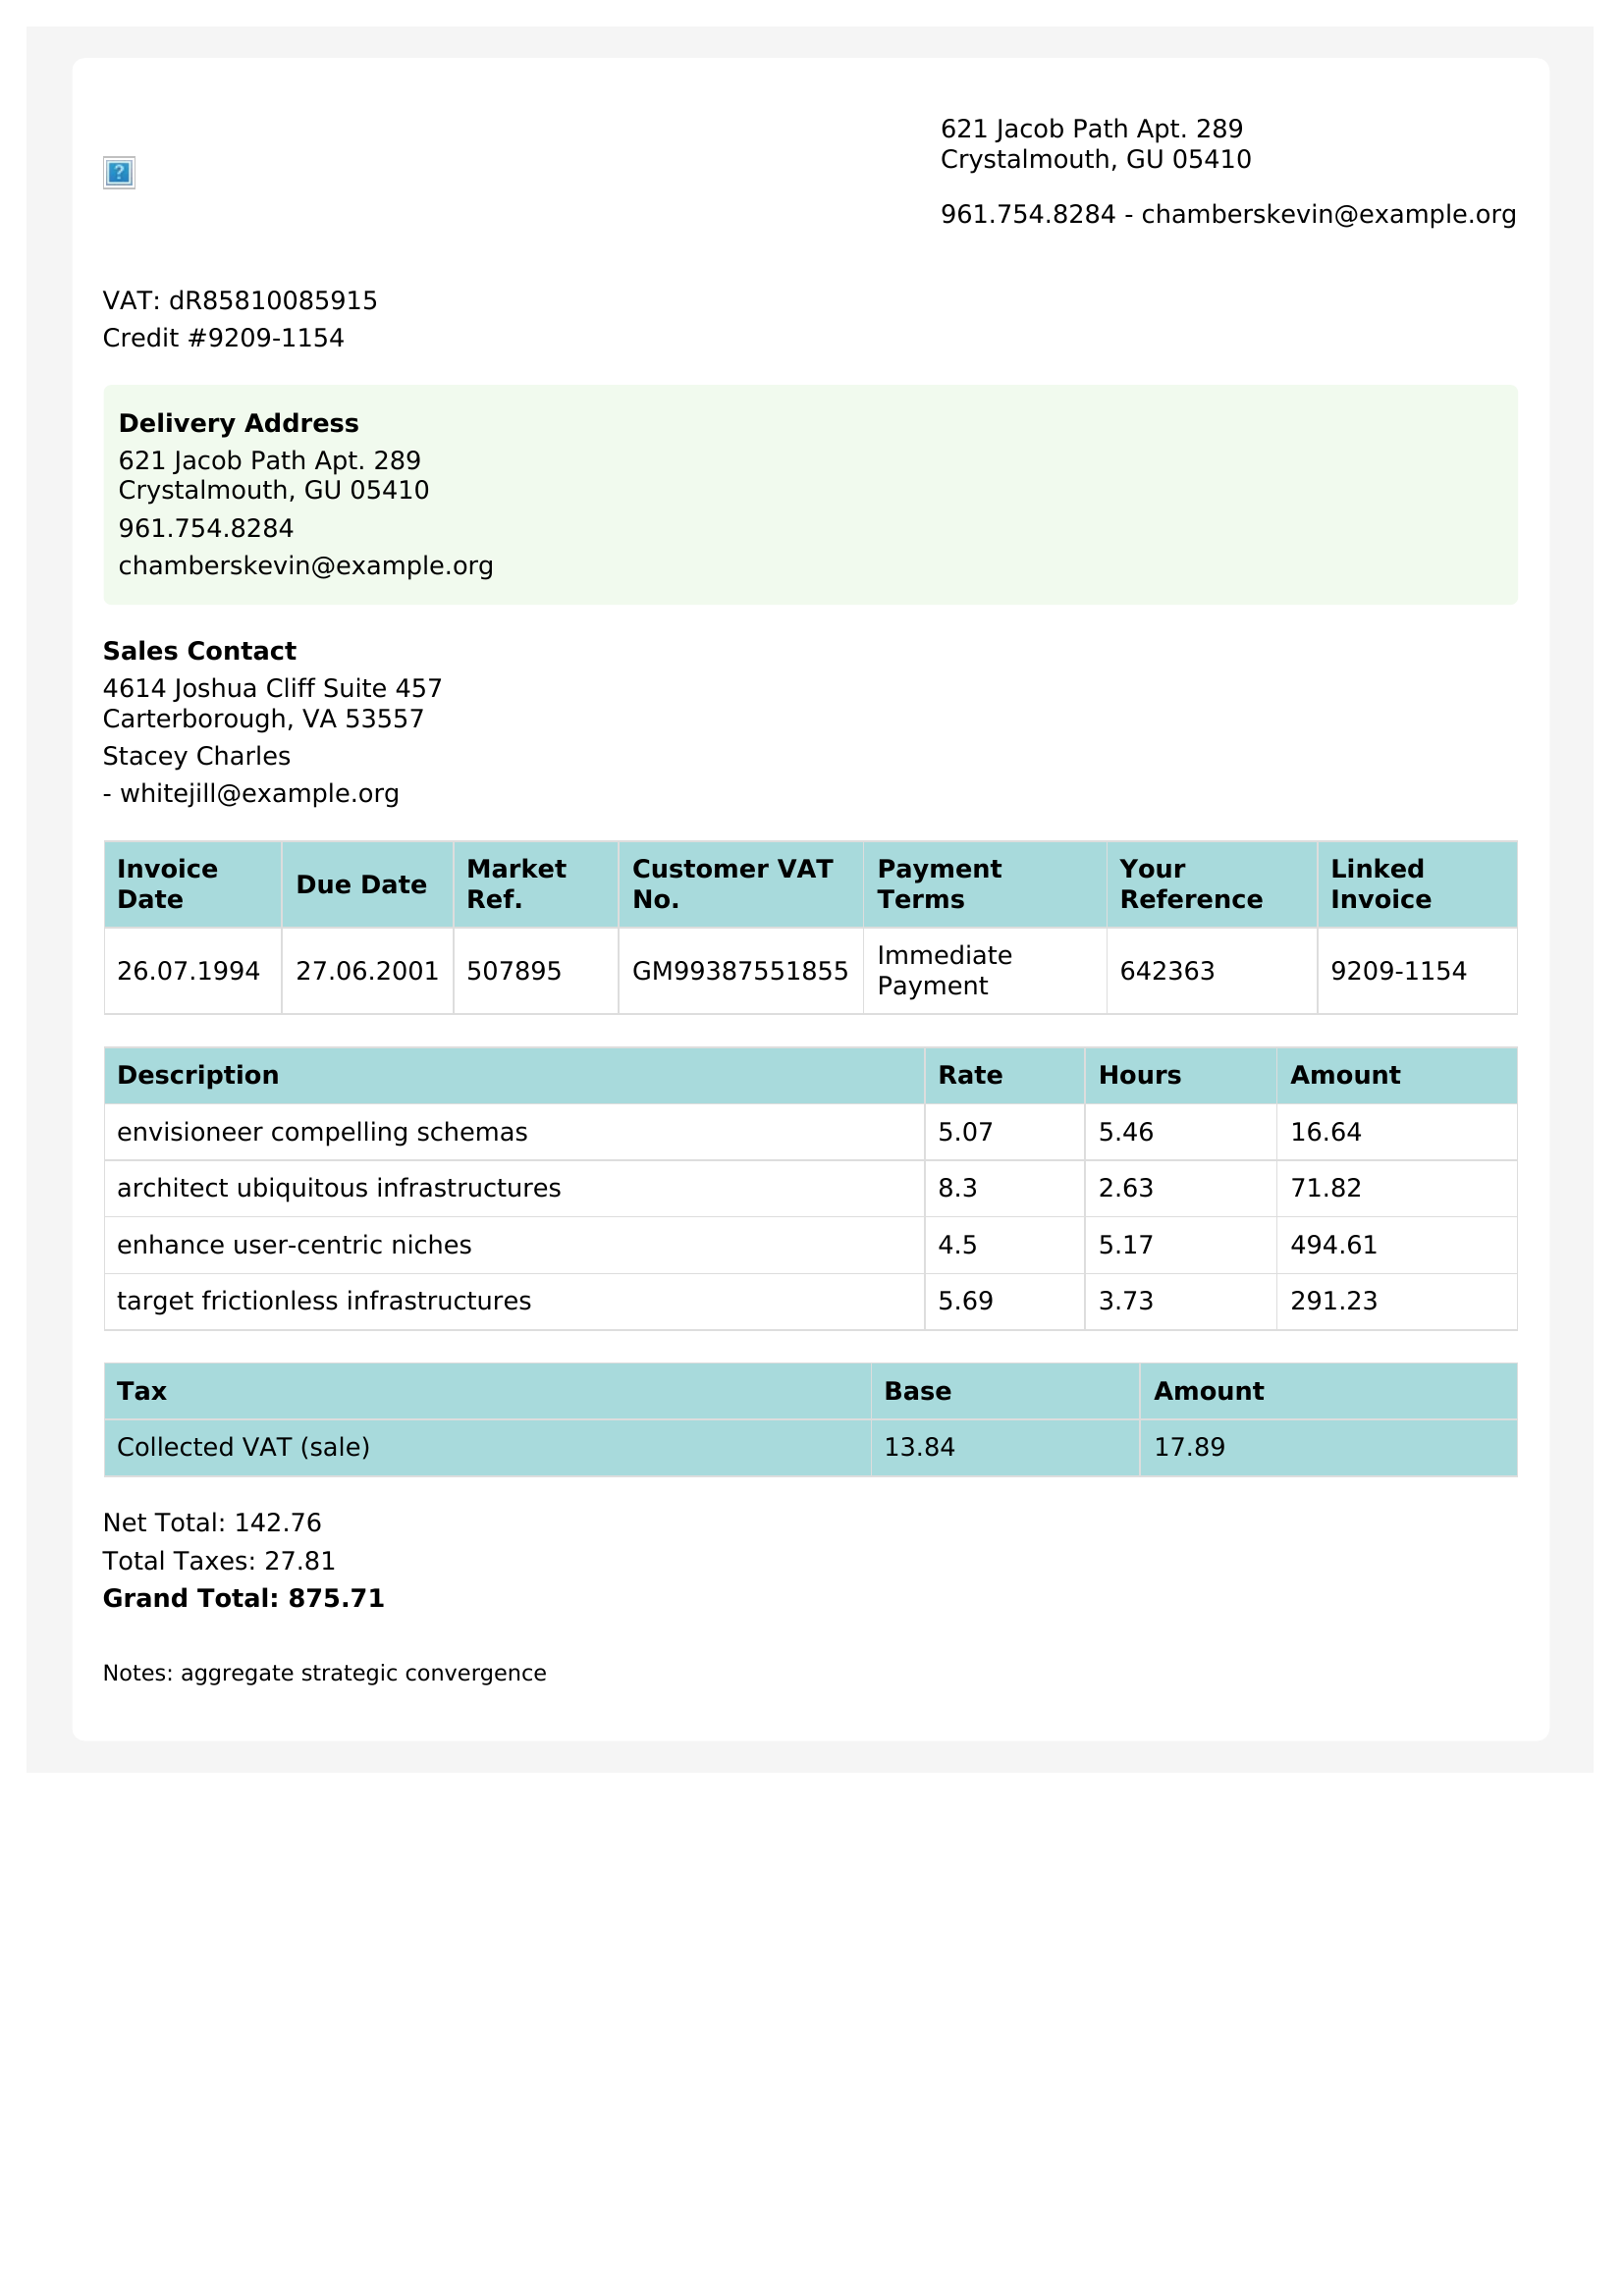 621 Jacob Path Apt. 289
Crystalmouth, GU 05410
961.754.8284 - chamberskevin@example.org
VAT: dR85810085915
Credit #9209-1154
Delivery Address
621 Jacob Path Apt. 289
Crystalmouth, GU 05410
961.754.8284
chamberskevin@example.org
Sales Contact
4614 Joshua Cliff Suite 457
Carterborough, VA 53557
Stacey Charles
- whitejill@example.org
Invoice Date Due Date Market Ref. Customer VAT No. Payment Terms Your Reference Linked Invoice
26.07.1994 27.06.2001 507895 GM99387551855 Immediate Payment 642363 9209-1154
Description Rate Hours Amount
envisioneer compelling schemas 5.07 5.46 16.64
architect ubiquitous infrastructures 8.3 2.63 71.82
enhance user-centric niches 4.5 5.17 494.61
target frictionless infrastructures 5.69 3.73 291.23
Tax Base Amount
Collected VAT (sale) 13.84 17.89
Net Total: 142.76
Total Taxes: 27.81
Grand Total: 875.71
Notes: aggregate strategic convergence